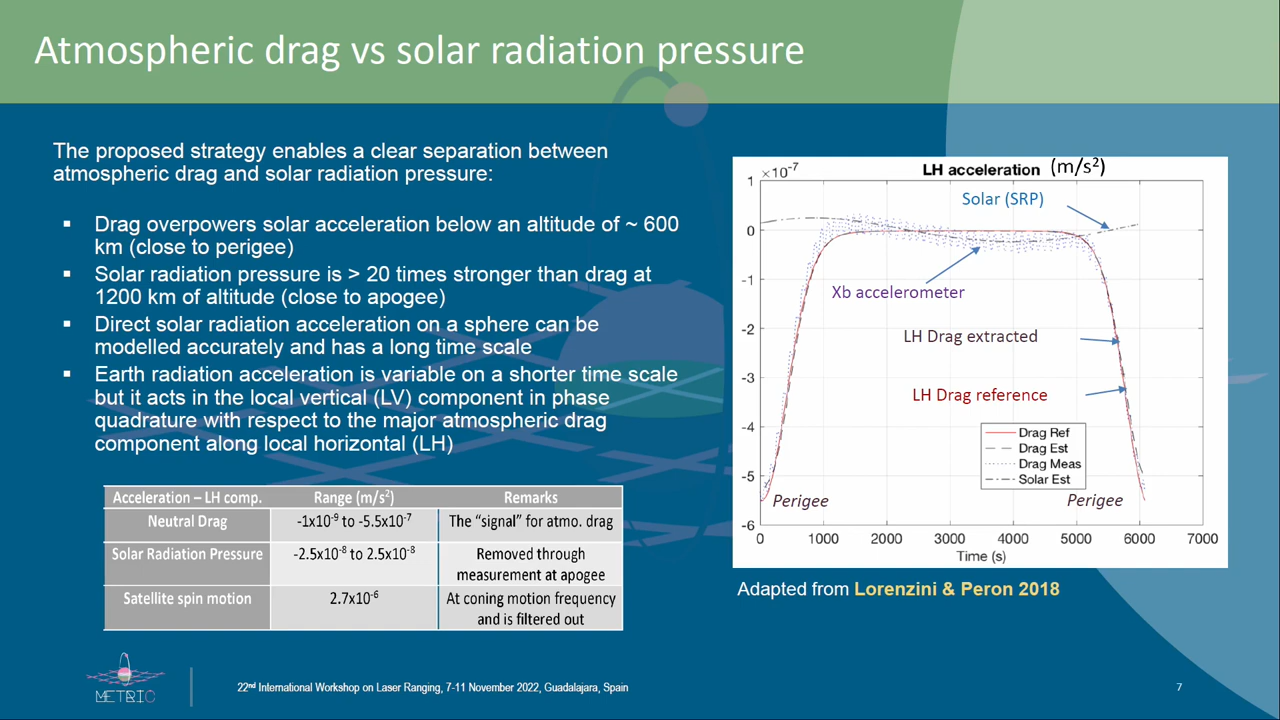 Atmospheric drag vs solar radiation pressure
The proposed strategy enables a clear separation between
atmospheric drag and solar radiation pressure:
▪ Drag overpowers solar acceleration below an altitude of ~ 600
km (close to perigee)
▪ Solar radiation pressure is > 20 times stronger than drag at
1200 km of altitude (close to apogee)
▪ Direct solar radiation acceleration on a sphere can be
modelled accurately and has a long time scale
▪ Earth radiation acceleration is variable on a shorter time scale
but it acts in the local vertical (LV) component in phase
quadrature with respect to the major atmospheric drag
component along local horizontal (LH)
Acceleration – LH comp. Range (m/s²) Remarks
Neutral Drag -1x10⁻⁹ to -5.5x10⁻⁷ The “signal” for atmo. drag
Solar Radiation Pressure -2.5x10⁻⁸ to 2.5x10⁻⁸ Removed through
measurement at apogee
Satellite spin motion 2.7x10⁻⁶ At coning motion frequency
and is filtered out
×10⁻⁷ LH acceleration (m/s²)
1
0
-1
-2
-3
-4
-5
-6
Solar (SRP)
Xb accelerometer
LH Drag extracted
LH Drag reference
Drag Ref
Drag Est
Drag Meas
Solar Est
Perigee
Perigee
0 1000 2000 3000 4000 5000 6000 7000
Time (s)
Adapted from Lorenzini & Peron 2018
METRIC
22nd International Workshop on Laser Ranging, 7-11 November 2022, Guadalajara, Spain
7